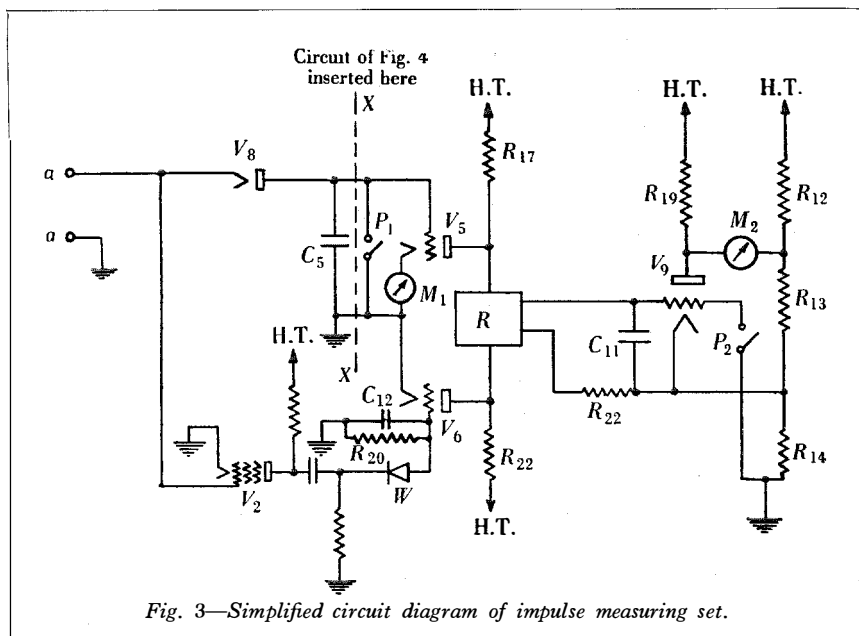 Circuit of Fig. 4
inserted here
X
H.T.
H.T.
H.T.
a
V8
R17
R19
R12
P1
V5
M2
C5
V9
a
M1
R
R13
H.T.
C11
P2
X
C12
V6
R22
R20
R22
R14
V2
W
H.T.
Fig. 3—Simplified circuit diagram of impulse measuring set.